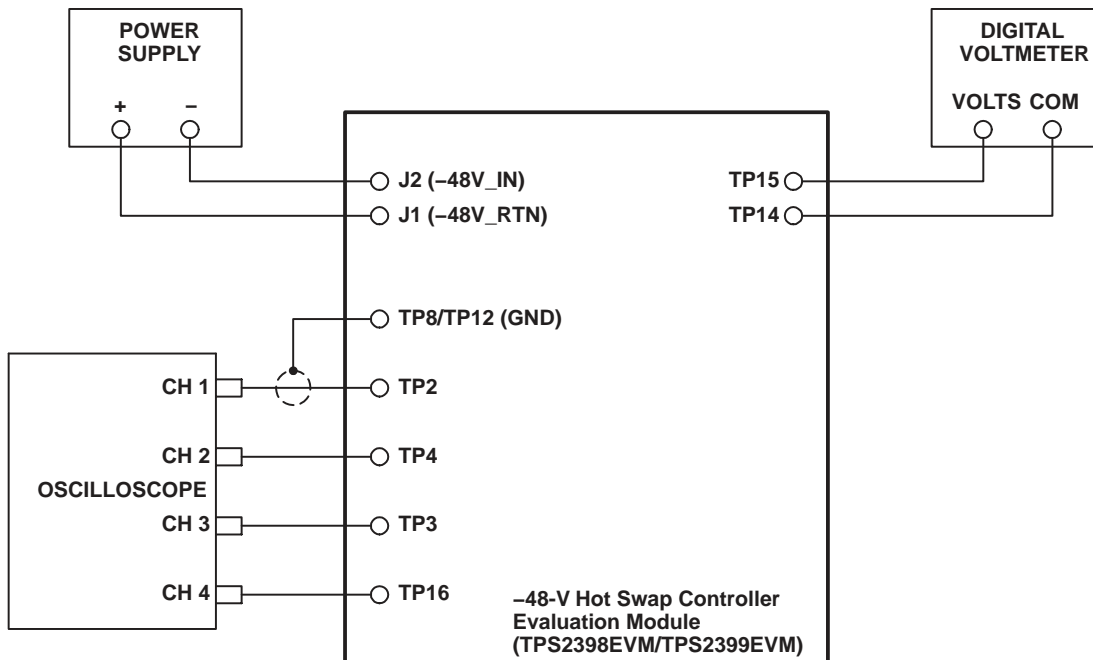 POWER
SUPPLY
+ −
DIGITAL
VOLTMETER
VOLTS COM
J2 (−48V_IN)
J1 (−48V_RTN)
TP15
TP14
TP8/TP12 (GND)
CH 1
TP2
CH 2
TP4
OSCILLOSCOPE
CH 3
TP3
CH 4
TP16
−48-V Hot Swap Controller
Evaluation Module
(TPS2398EVM/TPS2399EVM)